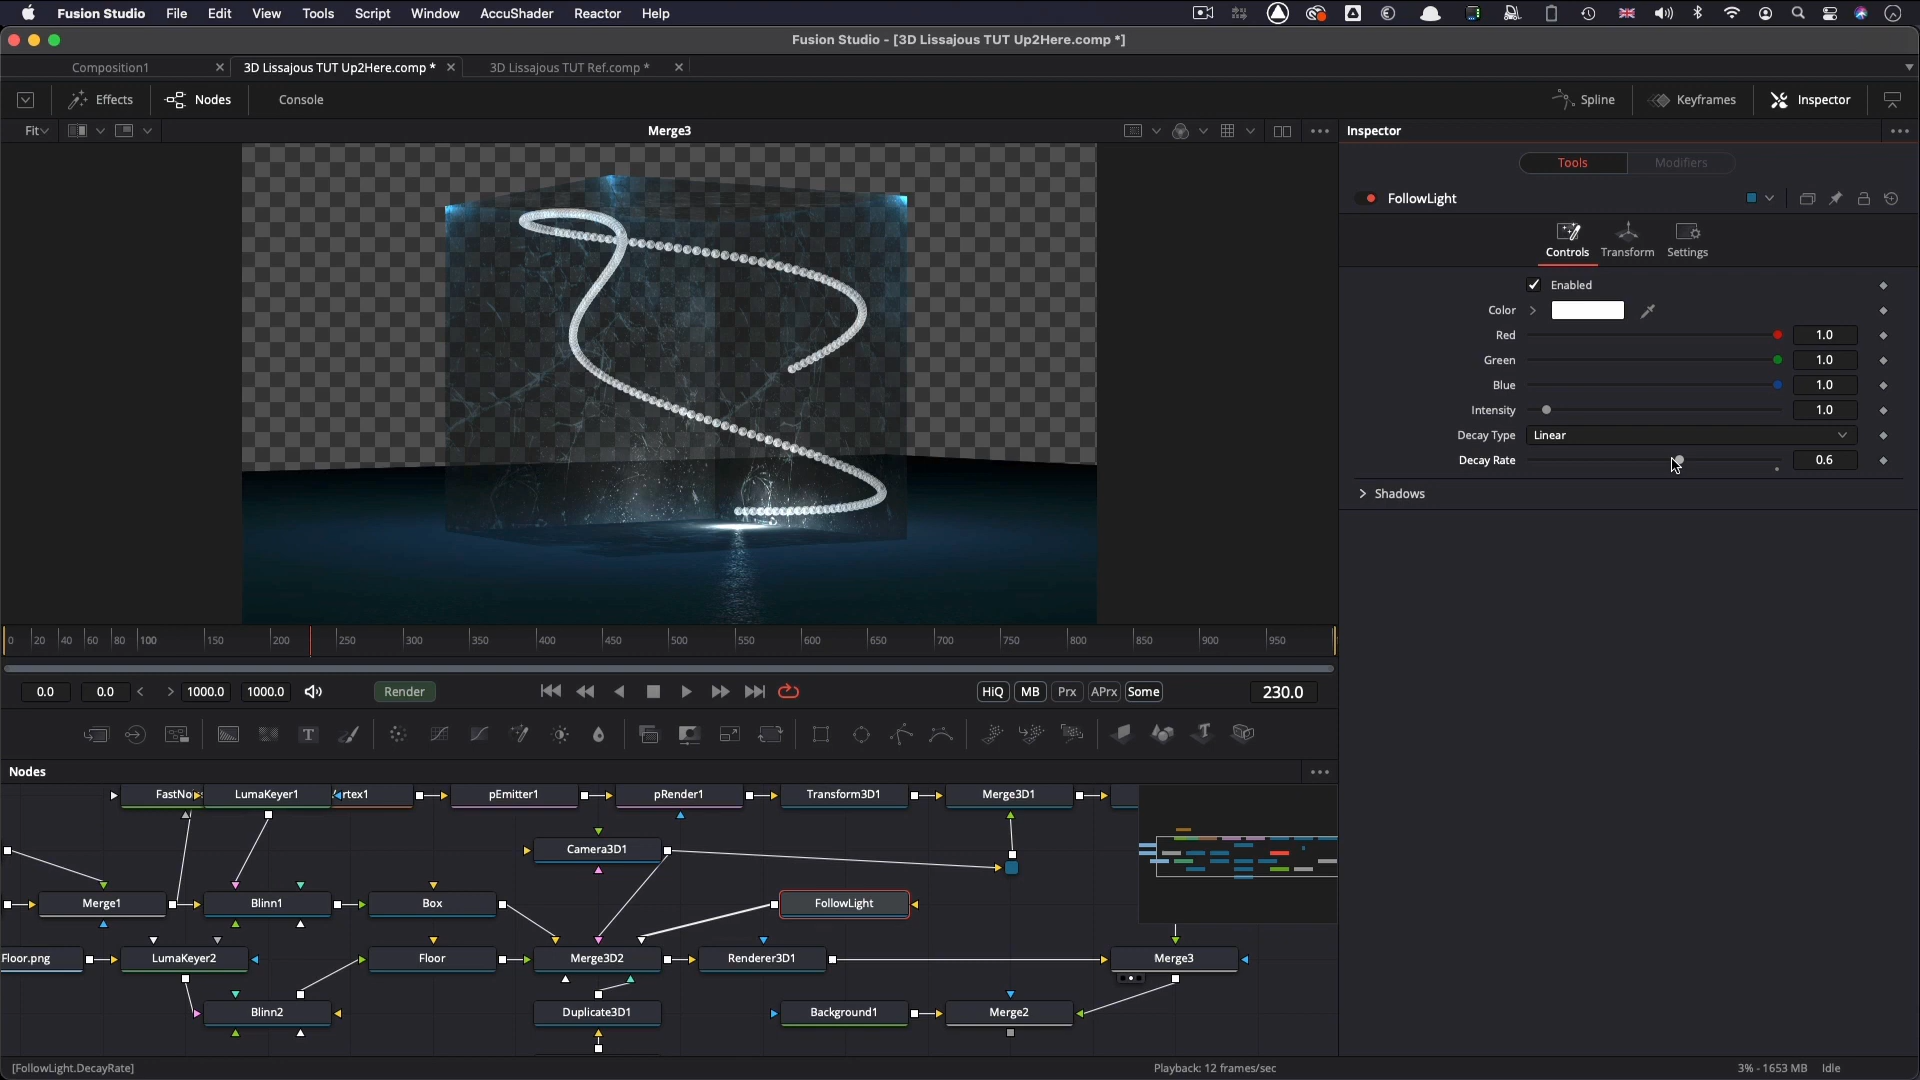 Fusion Studio File Edit View Tools Script Window AccuShader Reactor Help
Fusion Studio - [3D Lissajous TUT Up2Here.comp *]
Composition1 3D Lissajous TUT Up2Here.comp * 3D Lissajous TUT Ref.comp *
Effects Nodes Console Spline Keyframes Inspector
Fit Merge3 Inspector
Tools Modifiers
FollowLight
Controls Transform Settings
Enabled
Color
Red 1.0
Green 1.0
Blue 1.0
Intensity 1.0
Decay Type Linear
Decay Rate 0.6
Shadows
0 20 40 60 80 100 150 200 250 300 350 400 450 500 550 600 650 700 750 800 850 900 950
0.0 0.0 1000.0 1000.0 Render HiQ MB Prx APrx Some 230.0
Nodes
LumaKeyer1 pEmitter1 pRender1 Transform3D1 Merge3D1
Camera3D1
Merge1 Blinn1 Box FollowLight
Floor.png LumaKeyer2 Floor Merge3D2 Renderer3D1 Merge3
Blinn2 Duplicate3D1 Background1 Merge2
[FollowLight.DecayRate] Playback: 12 frames/sec 3% - 1653 MB Idle